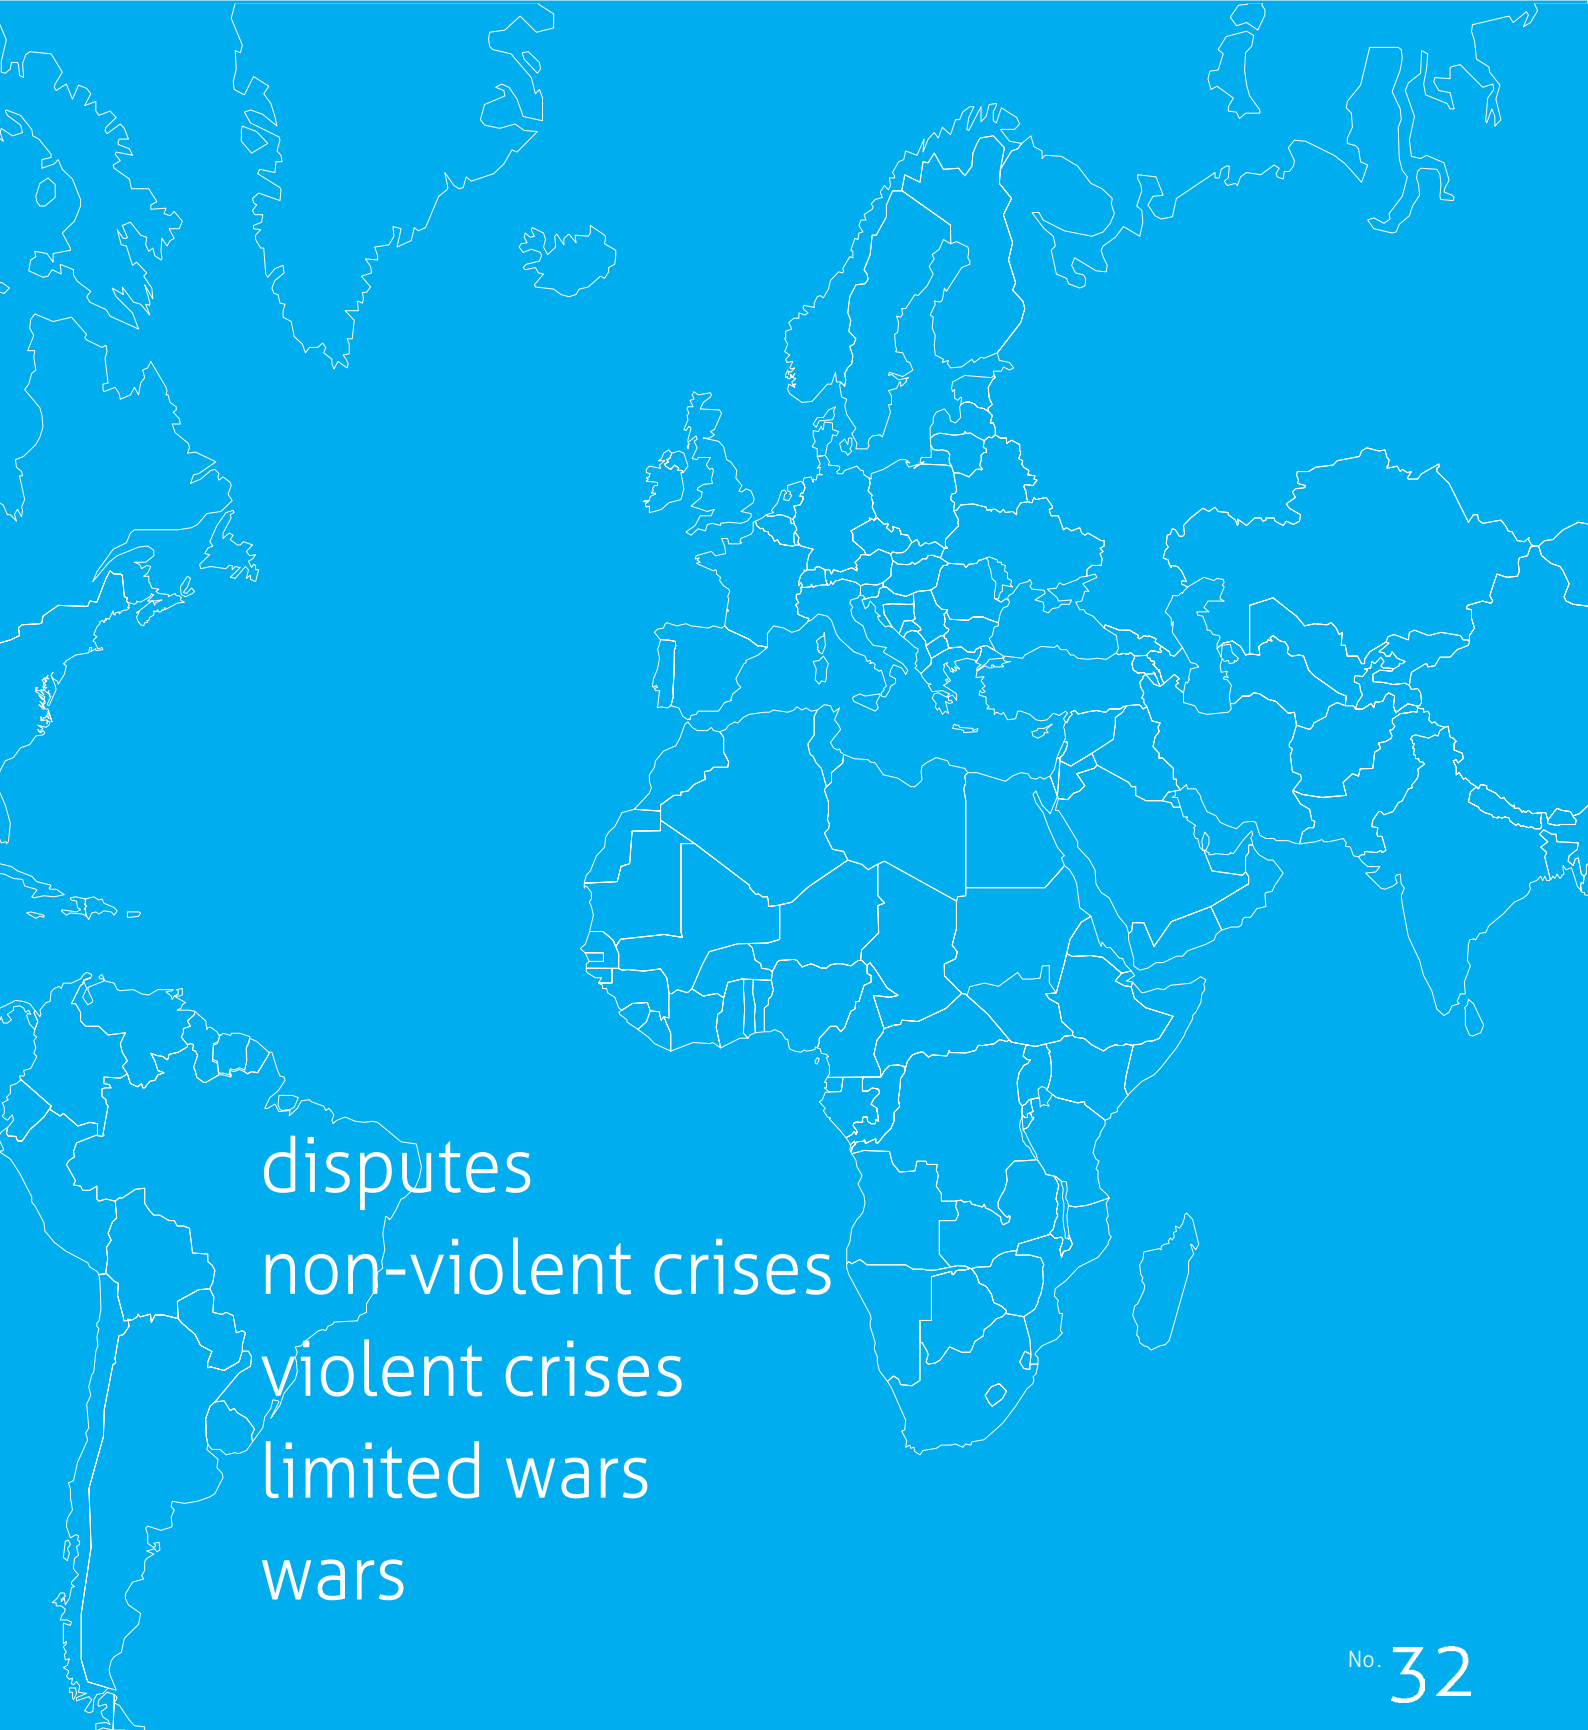 disputes
non-violent crises
violent crises
limited wars
wars
No. 32